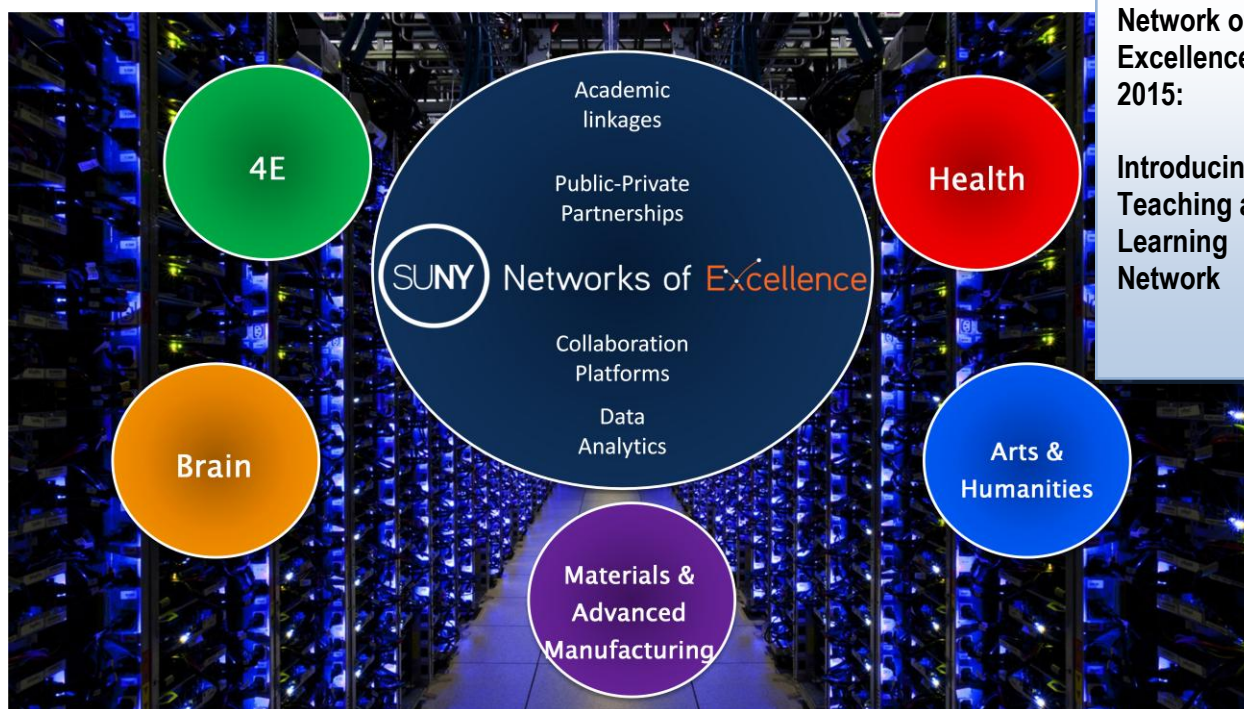 Academic
linkages
Public-Private
Partnerships
SUNY Networks of Excellence
Collaboration
Platforms
Data
Analytics
4E
Health
Brain
Arts &
Humanities
Materials &
Advanced
Manufacturing
Network o
Excellence
2015:
Introducin
Teaching a
Learning
Network